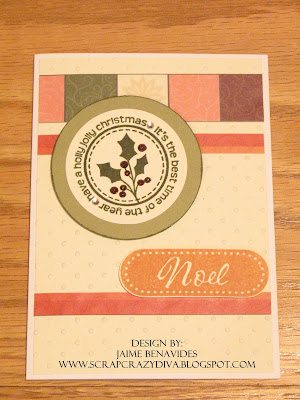 have a holly jolly christmas it's the best time of the year
Noel
DESIGN BY:
JAIME BENAVIDES
WWW.SCRAPCRAZYDIVA.BLOGSPOT.COM